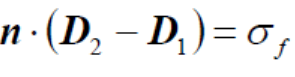 n · (D₂ − D₁) = σ_f